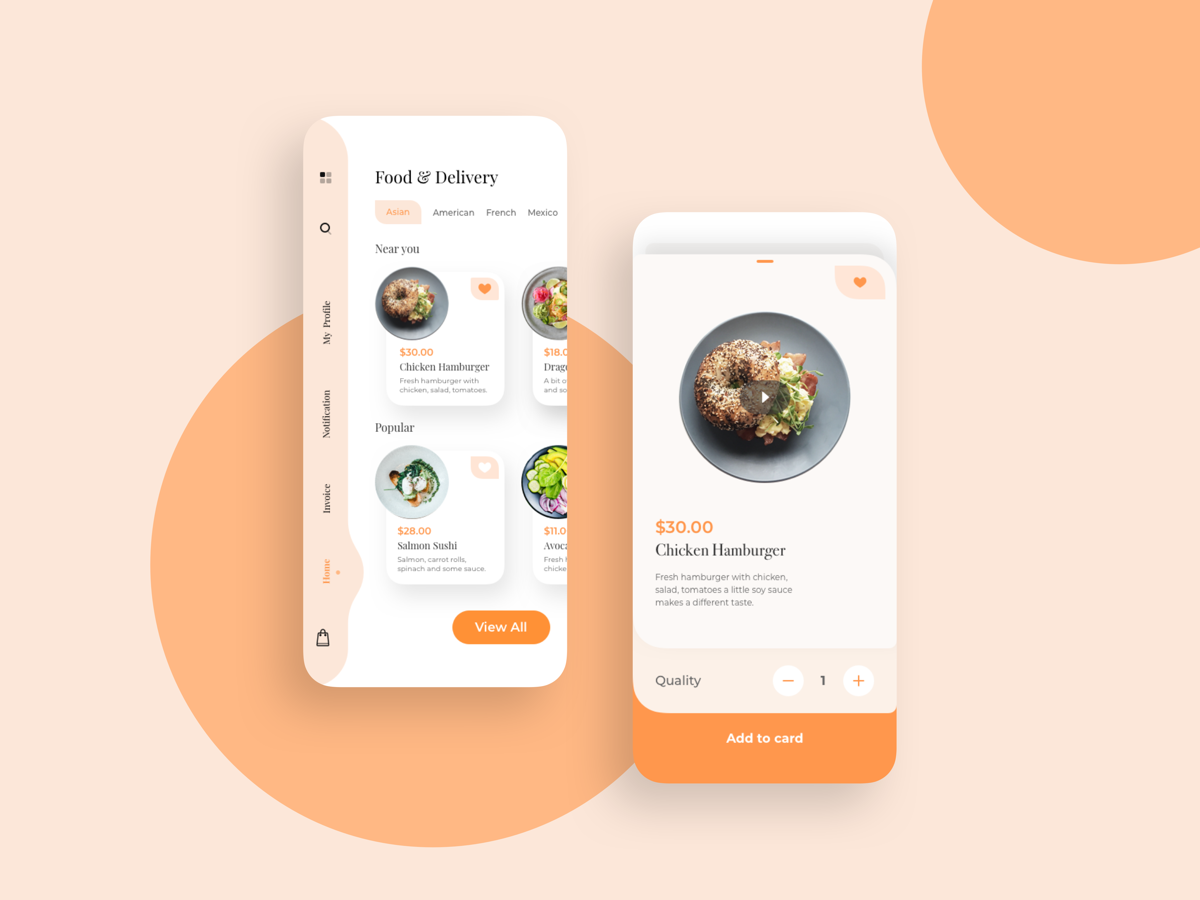 Food & Delivery
Asian American French Mexico
Near you
$30.00
Chicken Hamburger
Fresh hamburger with
chicken, salad, tomatoes.
$18.0
Drag
A bit o
and so
Popular
$28.00
Salmon Sushi
Salmon, carrot rolls,
spinach and some sauce.
$11.0
Avoca
Fresh
chicke
View All
My Profile
Notification
Invoice
Home
$30.00
Chicken Hamburger
Fresh hamburger with chicken,
salad, tomatoes a little soy sauce
makes a different taste.
Quality
1
Add to card